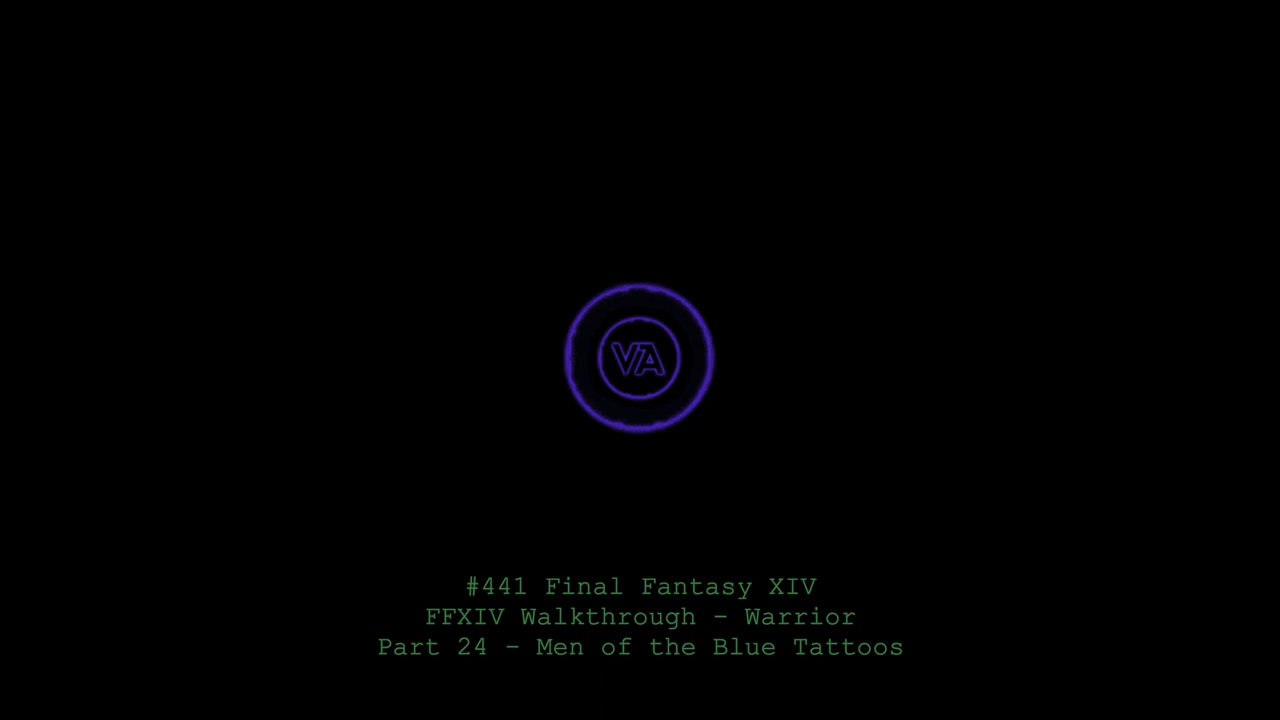 VA
#441 Final Fantasy XIV
FFXIV Walkthrough - Warrior
Part 24 - Men of the Blue Tattoos